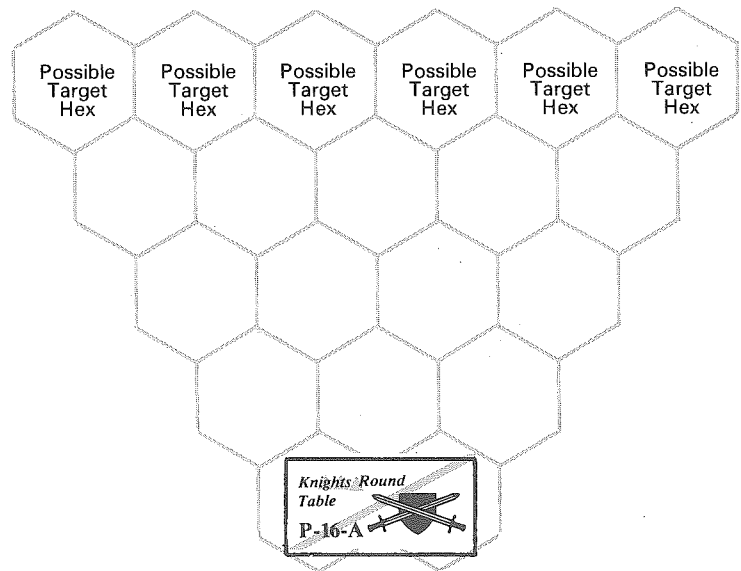 Possible Target Hex
Possible Target Hex
Possible Target Hex
Possible Target Hex
Possible Target Hex
Possible Target Hex
Knights Round
Table
P-16-A